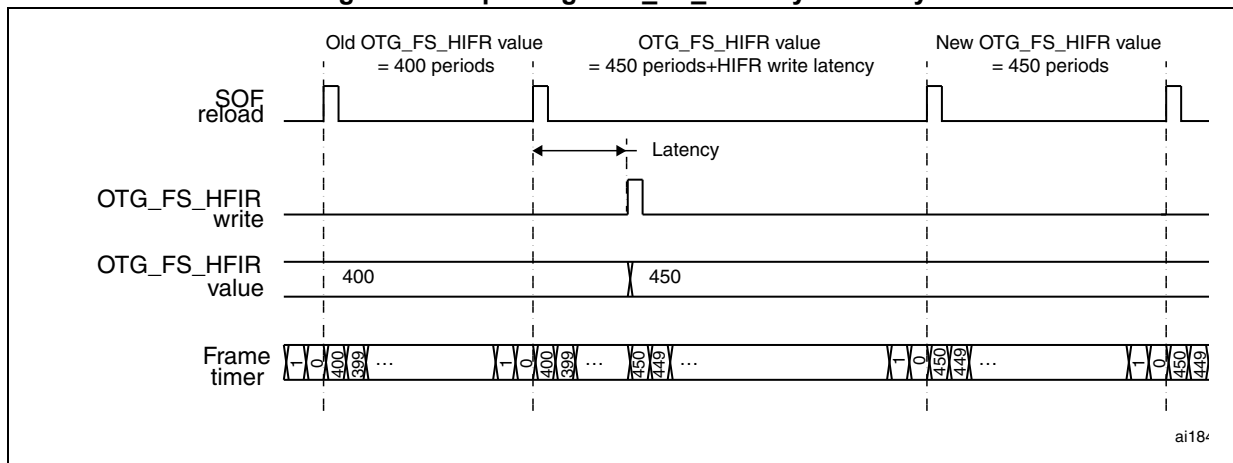 Old OTG_FS_HIFR value
= 400 periods
OTG_FS_HIFR value
= 450 periods+HIFR write latency
New OTG_FS_HIFR value
= 450 periods
SOF
reload
Latency
OTG_FS_HFIR
write
OTG_FS_HFIR
value
400
450
Frame
timer
1 0 400 399 ... 1 0 400 399 ... 450 449 ... 1 0 450 449 ... 1 0 450 449
ai184